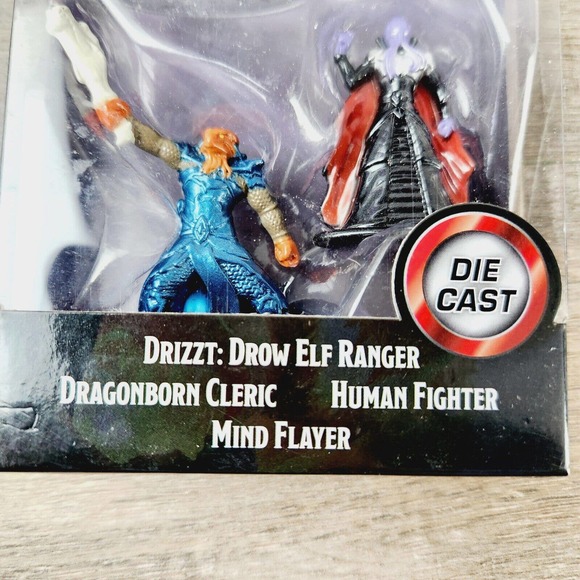 DIE
CAST
DRIZZT: DROW ELF RANGER
DRAGONBORN CLERIC HUMAN FIGHTER
MIND FLAYER